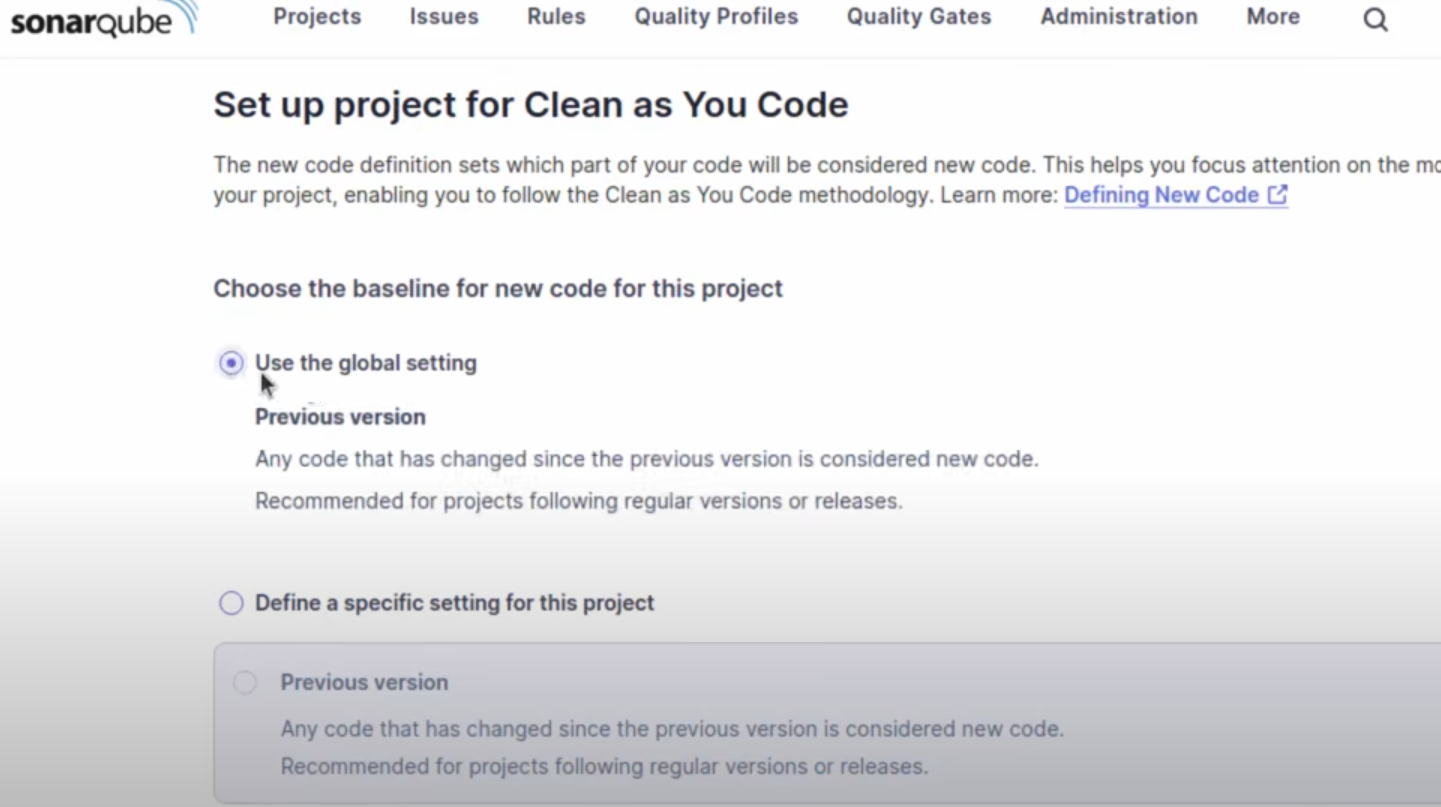 sonarqube Projects Issues Rules Quality Profiles Quality Gates Administration More
Set up project for Clean as You Code
The new code definition sets which part of your code will be considered new code. This helps you focus attention on the
your project, enabling you to follow the Clean as You Code methodology. Learn more: Defining New Code
Choose the baseline for new code for this project
Use the global setting
Previous version
Any code that has changed since the previous version is considered new code.
Recommended for projects following regular versions or releases.
Define a specific setting for this project
Previous version
Any code that has changed since the previous version is considered new code.
Recommended for projects following regular versions or releases.